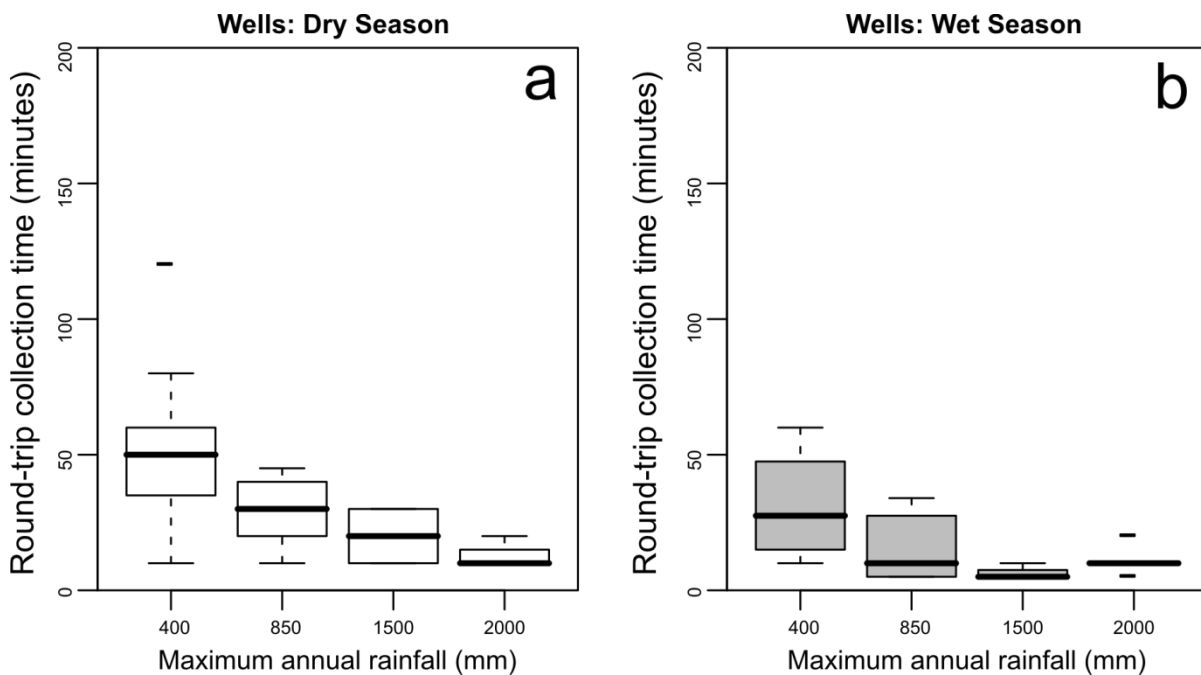 Wells: Dry Season
a
Round-trip collection time (minutes)
200
150
100
50
0
400 850 1500 2000
Maximum annual rainfall (mm)
Wells: Wet Season
b
Round-trip collection time (minutes)
200
150
100
50
0
400 850 1500 2000
Maximum annual rainfall (mm)